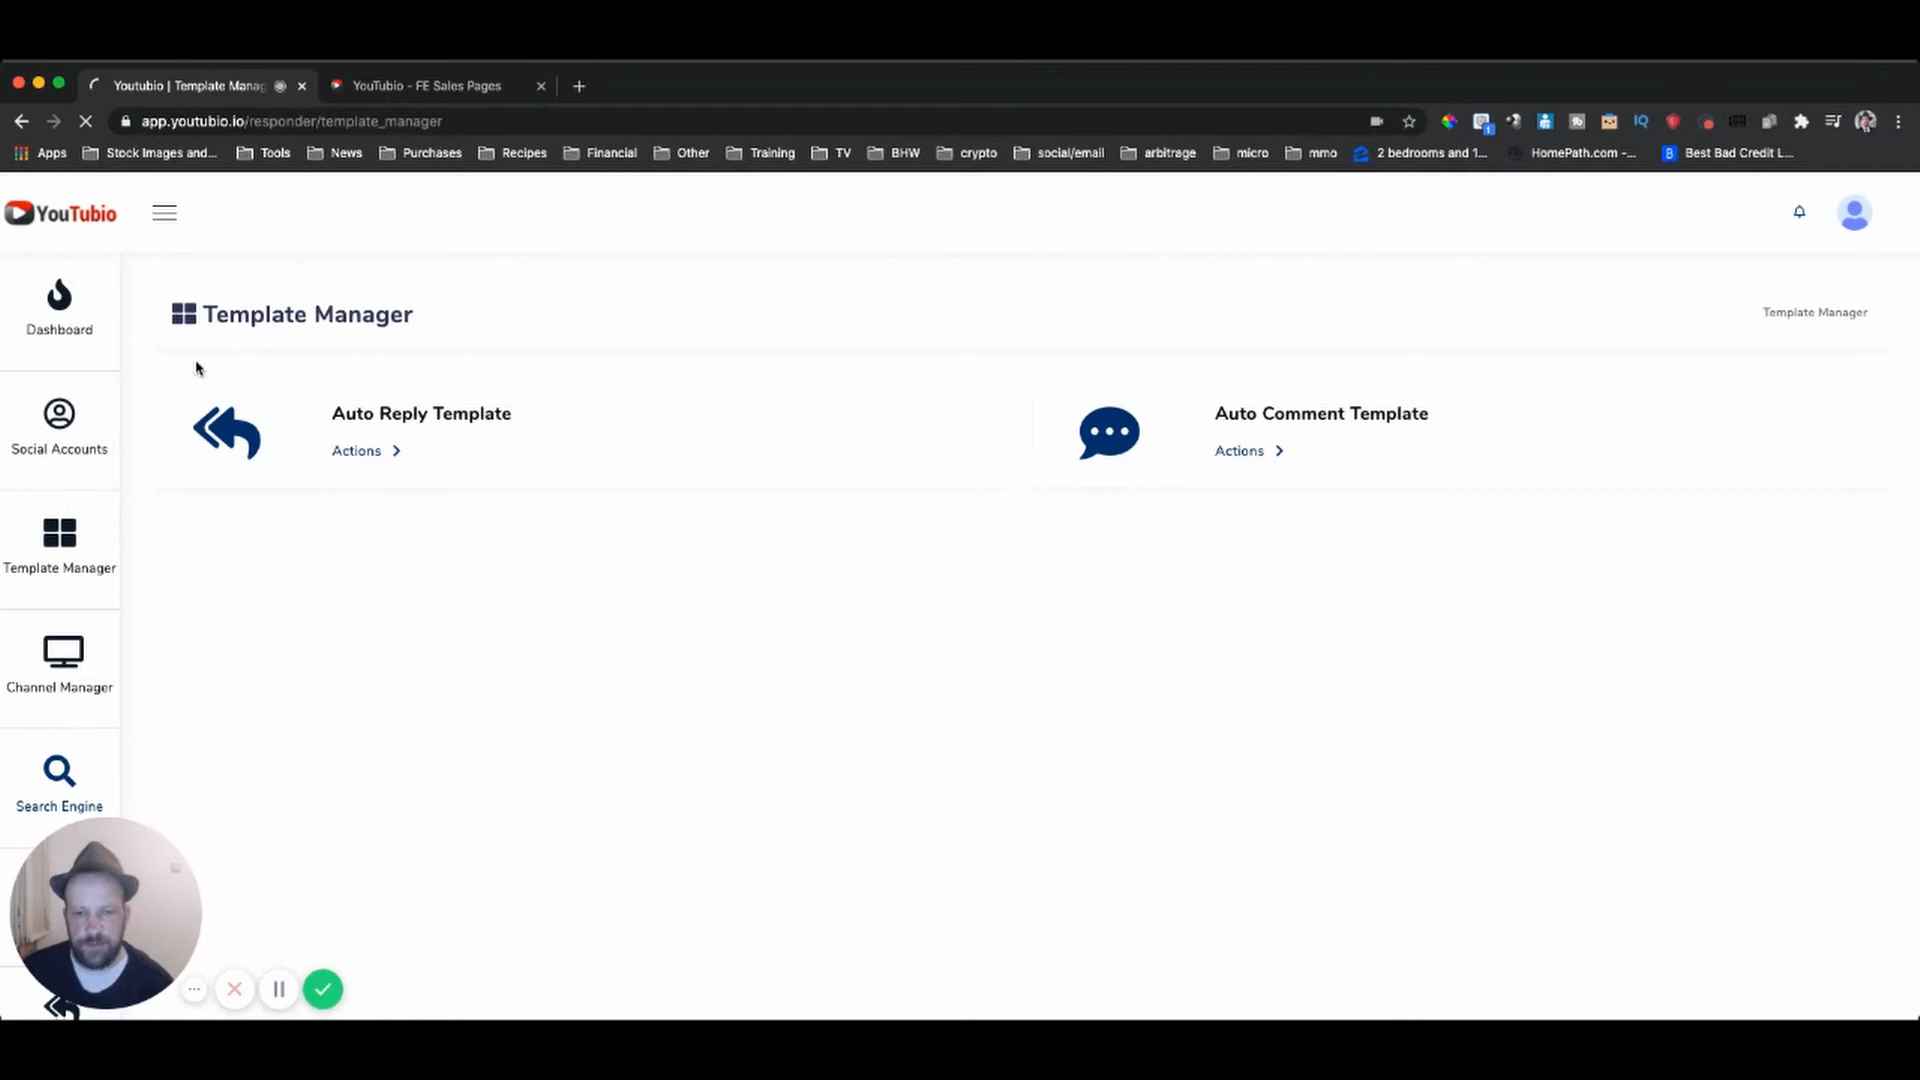 Youtubio | Template Manag
YouTubio - FE Sales Pages
app.youtubio.io/responder/template_manager
Apps
Stock Images and...
Tools
News
Purchases
Recipes
Financial
Other
Training
TV
BHW
crypto
social/email
arbitrage
micro
mmo
2 bedrooms and 1...
HomePath.com -...
Best Bad Credit L...
IQ
1
YouTubio
Dashboard
Social Accounts
Template Manager
Channel Manager
Search Engine
Template Manager
Template Manager
Auto Reply Template
Actions
Auto Comment Template
Actions